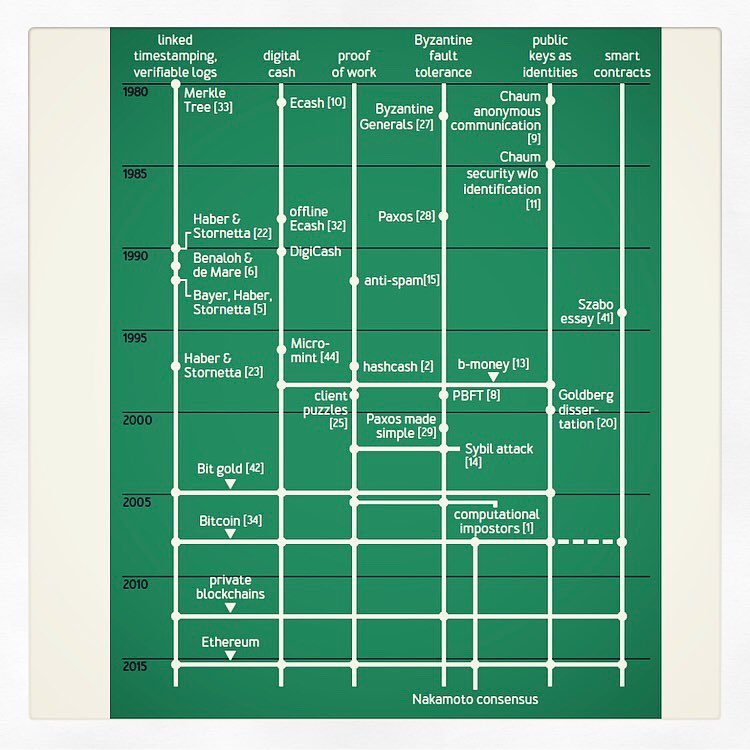 linked
timestamping,
verifiable logs
digital
cash
proof
of work
Byzantine
fault
tolerance
public
keys as
identities
smart
contracts
1980
Merkle
Tree [33]
Ecash [10]
Byzantine
Generals [27]
Chaum
anonymous
communication
[9]
1985
Chaum
security w/o
identification
[11]
Haber &
Stornetta [22]
offline
Ecash [32]
Paxos [28]
1990
DigiCash
Benaloh &
de Mare [6]
anti-spam[15]
Bayer, Haber,
Stornetta [5]
Szabo
essay [41]
1995
Micro-
mint [44]
Haber &
Stornetta [23]
hashcash [2]
b-money [13]
client
puzzles
[25]
PBFT [8]
Goldberg
disser-
tation [20]
2000
Paxos made
simple [29]
Sybil attack
[14]
Bit gold [42]
2005
computational
impostors [1]
Bitcoin [34]
2010
private
blockchains
Ethereum
2015
Nakamoto consensus